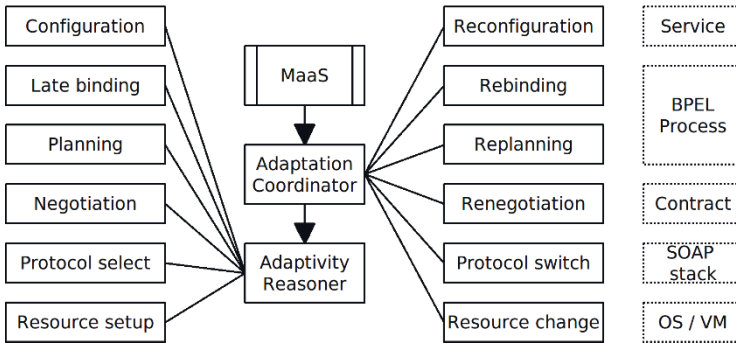 Configuration
Late binding
Planning
Negotiation
Protocol select
Resource setup
MaaS
Adaptation
Coordinator
Adaptivity
Reasoner
Reconfiguration
Rebinding
Replanning
Renegotiation
Protocol switch
Resource change
Service
BPEL
Process
Contract
SOAP
stack
OS / VM